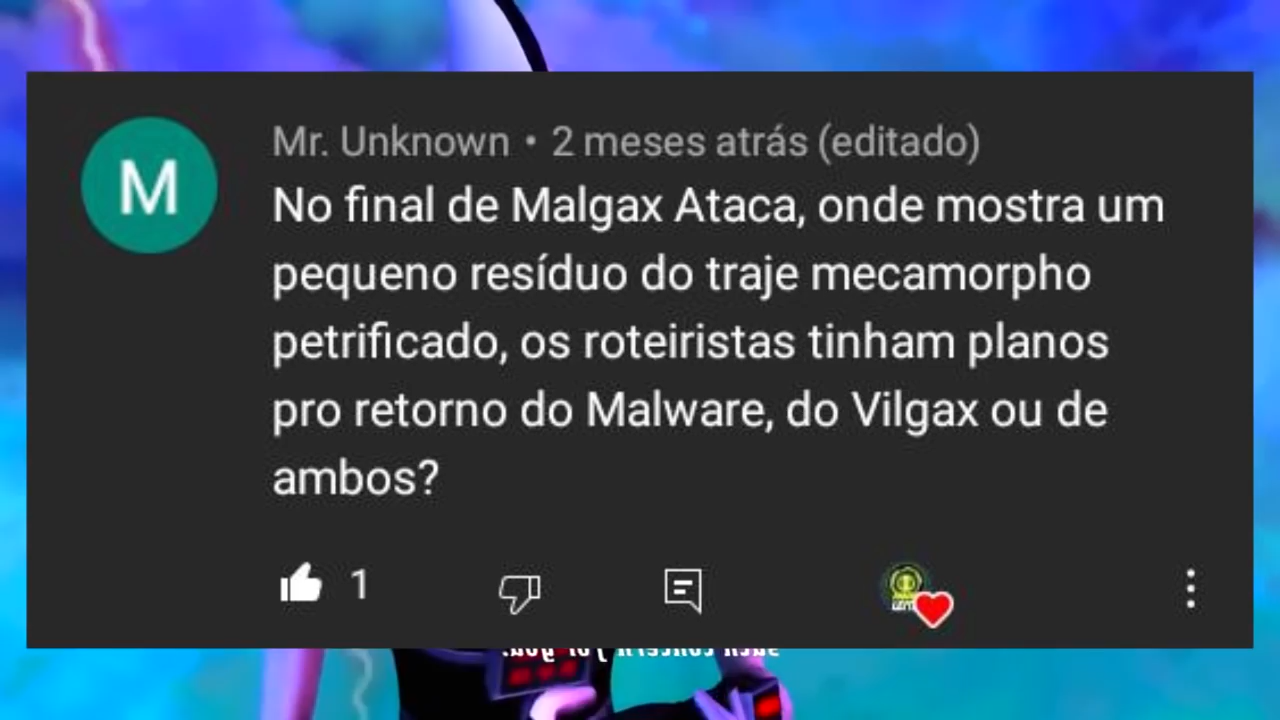 M
Mr. Unknown • 2 meses atrás (editado)
No final de Malgax Ataca, onde mostra um
pequeno resíduo do traje mecamorpho
petrificado, os roteiristas tinham planos
pro retorno do Malware, do Vilgax ou de
ambos?
1